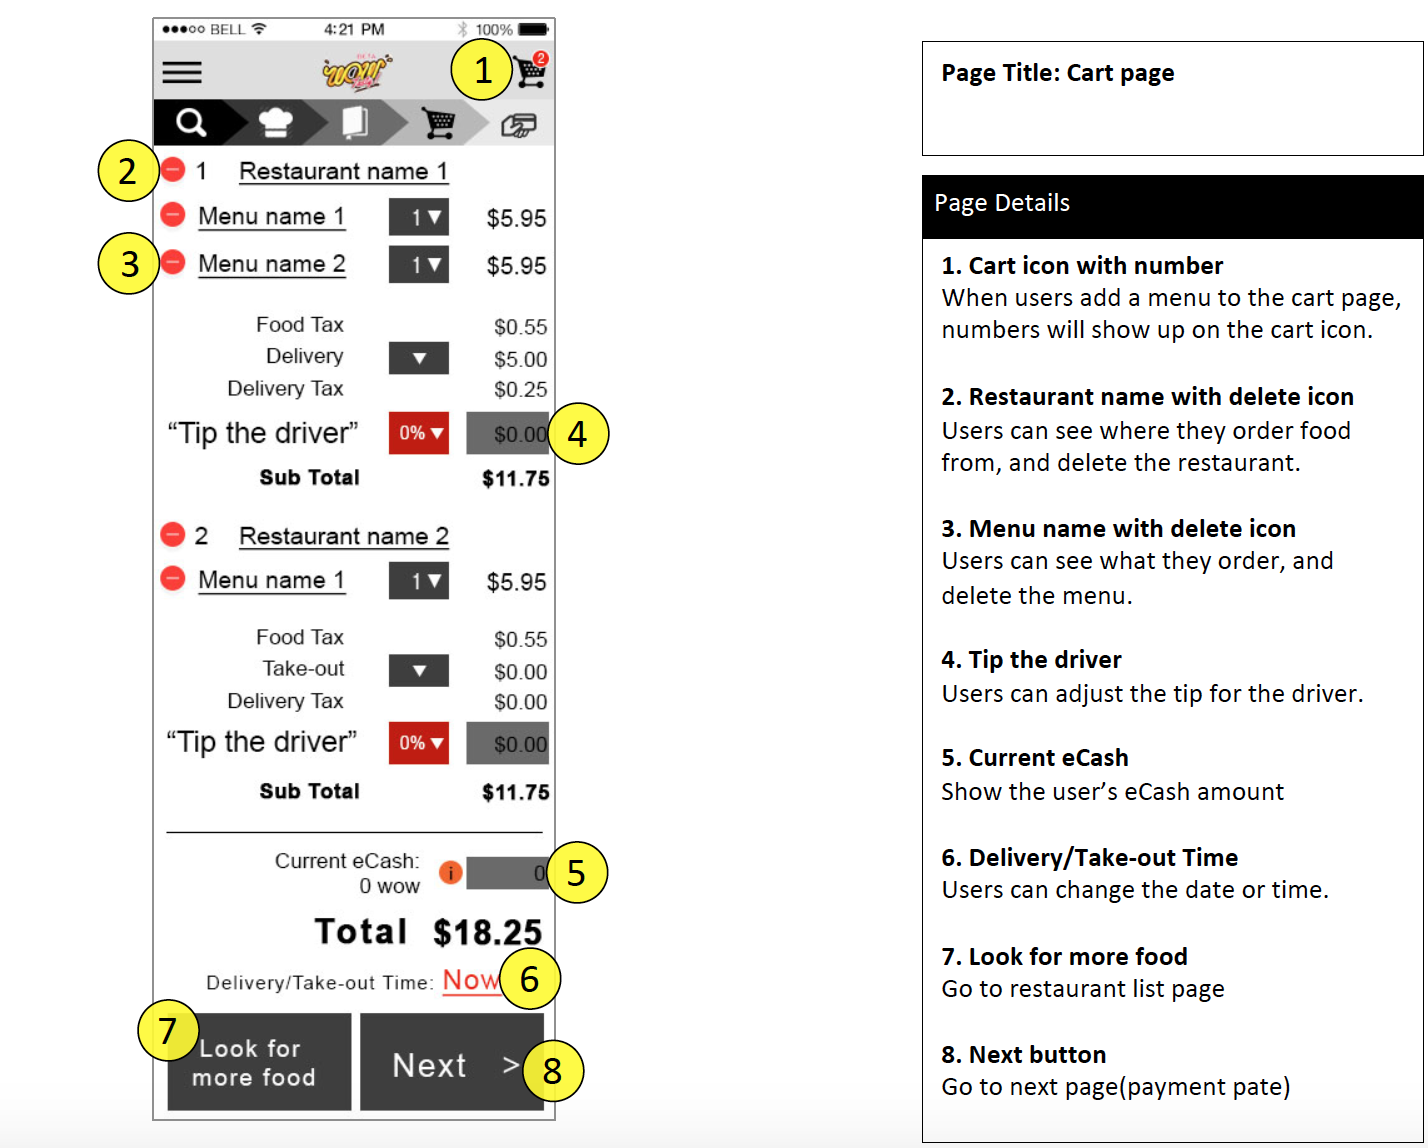 BELL 4:21 PM 100%
1
2
BETA
wow
2 1 Restaurant name 1
Menu name 1 1 $5.95
3 Menu name 2 1 $5.95
Food Tax $0.55
Delivery $5.00
Delivery Tax $0.25
“Tip the driver” 0% $0.00 4
Sub Total $11.75
2 Restaurant name 2
Menu name 1 1 $5.95
Food Tax $0.55
Take-out $0.00
Delivery Tax $0.00
“Tip the driver” 0% $0.00
Sub Total $11.75
Current eCash: i 0 5
0 wow
Total $18.25
Delivery/Take-out Time: Now 6
7 Look for
more food
Next > 8
Page Title: Cart page
Page Details
1. Cart icon with number
When users add a menu to the cart page,
numbers will show up on the cart icon.
2. Restaurant name with delete icon
Users can see where they order food
from, and delete the restaurant.
3. Menu name with delete icon
Users can see what they order, and
delete the menu.
4. Tip the driver
Users can adjust the tip for the driver.
5. Current eCash
Show the user’s eCash amount
6. Delivery/Take-out Time
Users can change the date or time.
7. Look for more food
Go to restaurant list page
8. Next button
Go to next page(payment pate)